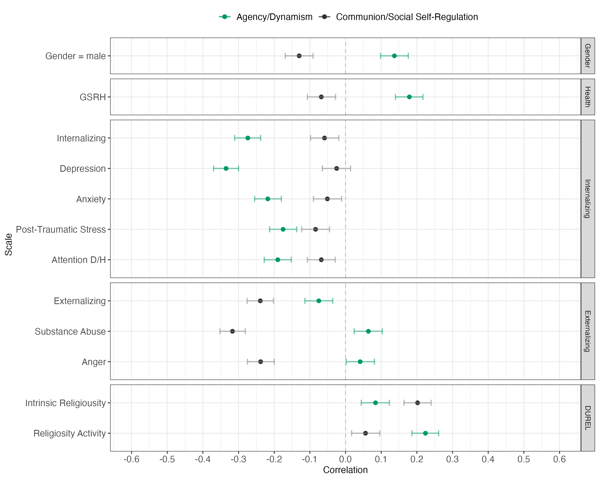 Agency/Dynamism Communion/Social Self-Regulation
Gender = male
Gender
GSRH
Health
Internalizing
Depression
Anxiety
Post-Traumatic Stress
Attention D/H
Internalizing
Externalizing
Substance Abuse
Anger
Externalizing
Intrinsic Religiousity
Religiosity Activity
DUREL
Scale
-0.6 -0.5 -0.4 -0.3 -0.2 -0.1 0.0 0.1 0.2 0.3 0.4 0.5 0.6
Correlation